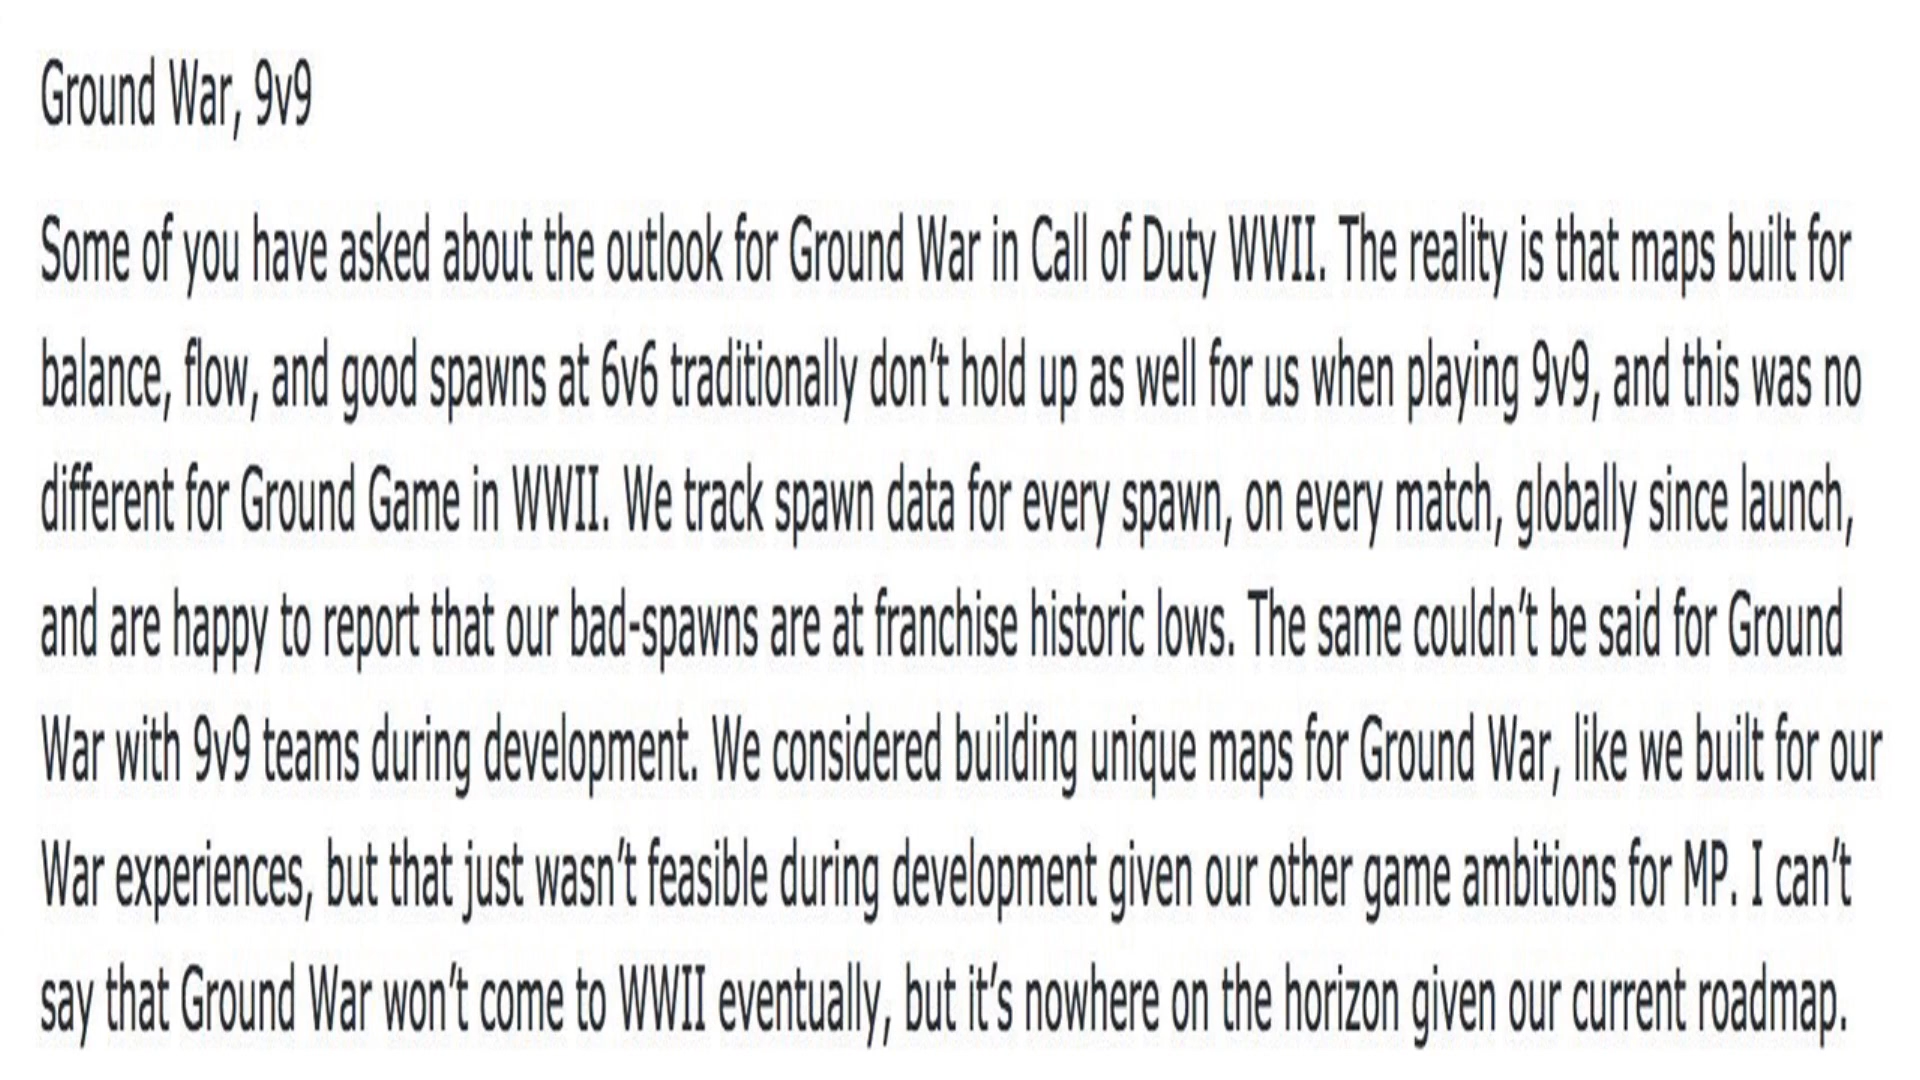 Ground War, 9v9
Some of you have asked about the outlook for Ground War in Call of Duty WWII. The reality is that maps built for
balance, flow, and good spawns at 6v6 traditionally don’t hold up as well for us when playing 9v9, and this was no
different for Ground Game in WWII. We track spawn data for every spawn, on every match, globally since launch,
and are happy to report that our bad-spawns are at franchise historic lows. The same couldn’t be said for Ground
War with 9v9 teams during development. We considered building unique maps for Ground War, like we built for our
War experiences, but that just wasn’t feasible during development given our other game ambitions for MP. I can’t
say that Ground War won’t come to WWII eventually, but it’s nowhere on the horizon given our current roadmap.